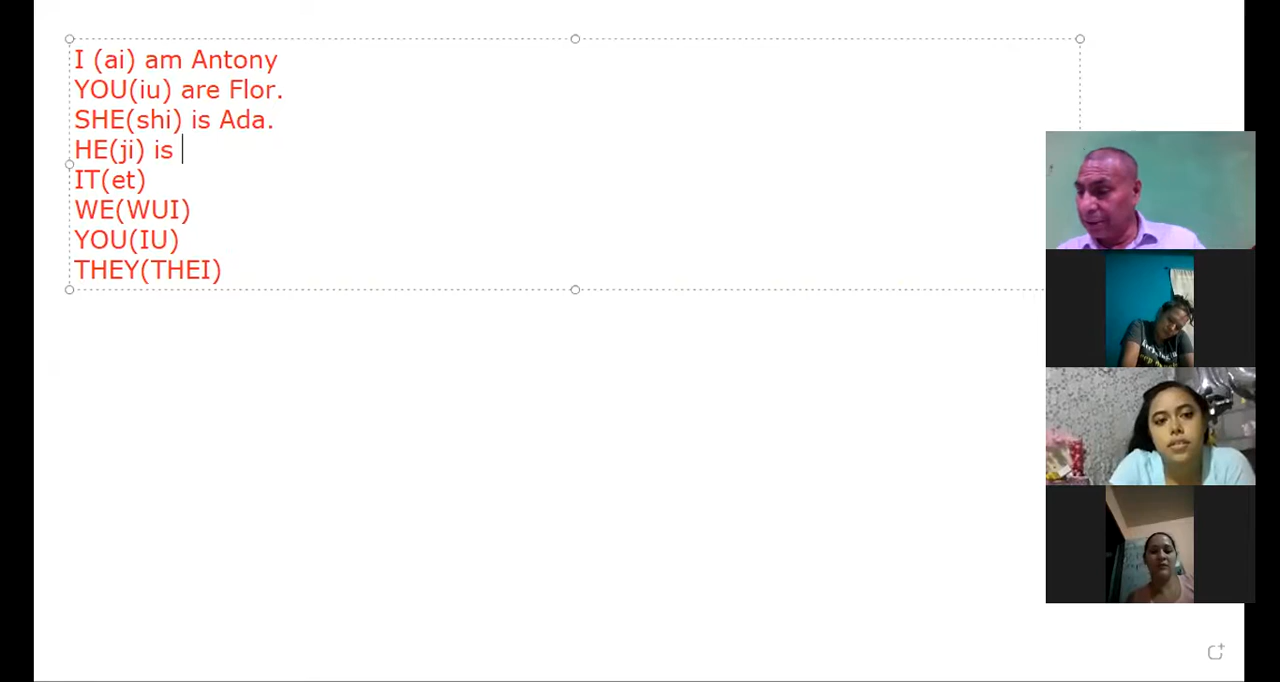 I (ai) am Antony
YOU(iu) are Flor.
SHE(shi) is Ada.
HE(ji) is
IT(et)
WE(WUI)
YOU(IU)
THEY(THEI)